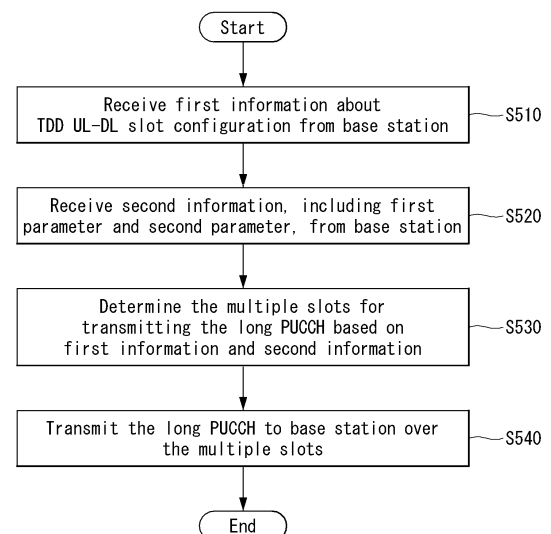 Start
Receive first information about
TDD UL-DL slot configuration from base station
S510
Receive second information, including first
parameter and second parameter, from base station
S520
Determine the multiple slots for
transmitting the long PUCCH based on
first information and second information
S530
Transmit the long PUCCH to base station over
the multiple slots
S540
End